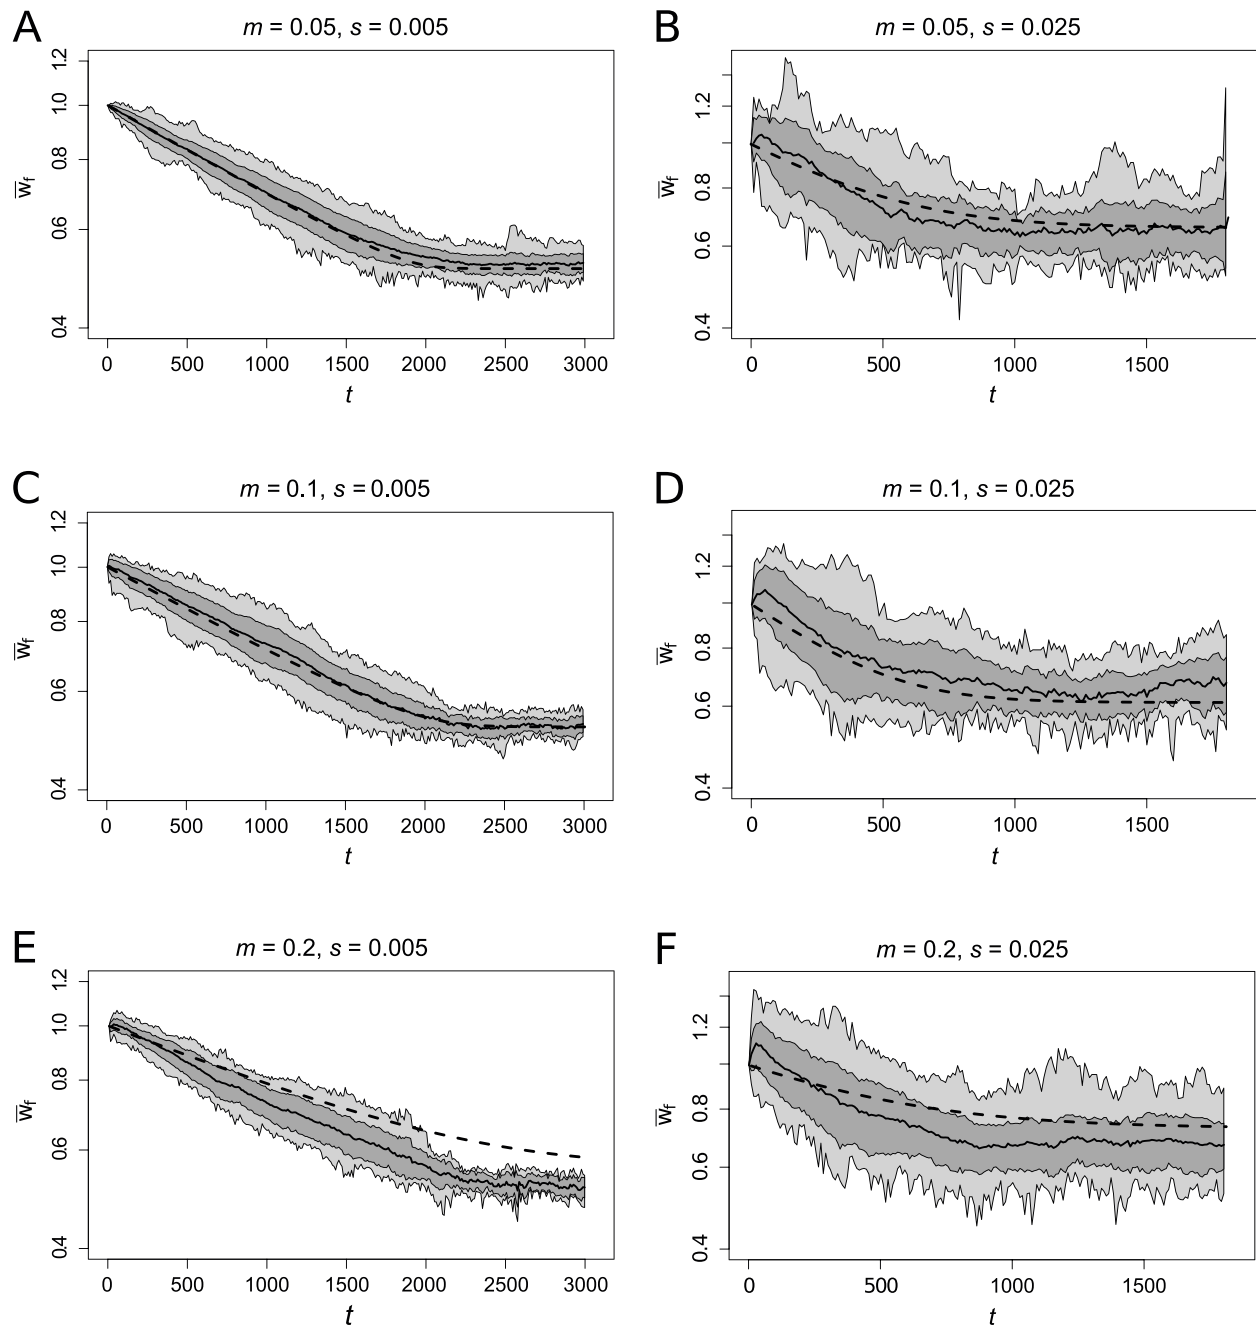 A
m = 0.05, s = 0.005
1.2
1.0
0.8
0.6
0.4
w̅f
0 500 1000 1500 2000 2500 3000
t
B
m = 0.05, s = 0.025
1.2
0.8
0.6
0.4
w̅f
0 500 1000 1500
t
C
m = 0.1, s = 0.005
1.2
1.0
0.8
0.6
0.4
w̅f
0 500 1000 1500 2000 2500 3000
t
D
m = 0.1, s = 0.025
1.2
0.8
0.6
0.4
w̅f
0 500 1000 1500
t
E
m = 0.2, s = 0.005
1.2
1.0
0.8
0.6
0.4
w̅f
0 500 1000 1500 2000 2500 3000
t
F
m = 0.2, s = 0.025
1.2
0.8
0.6
0.4
w̅f
0 500 1000 1500
t